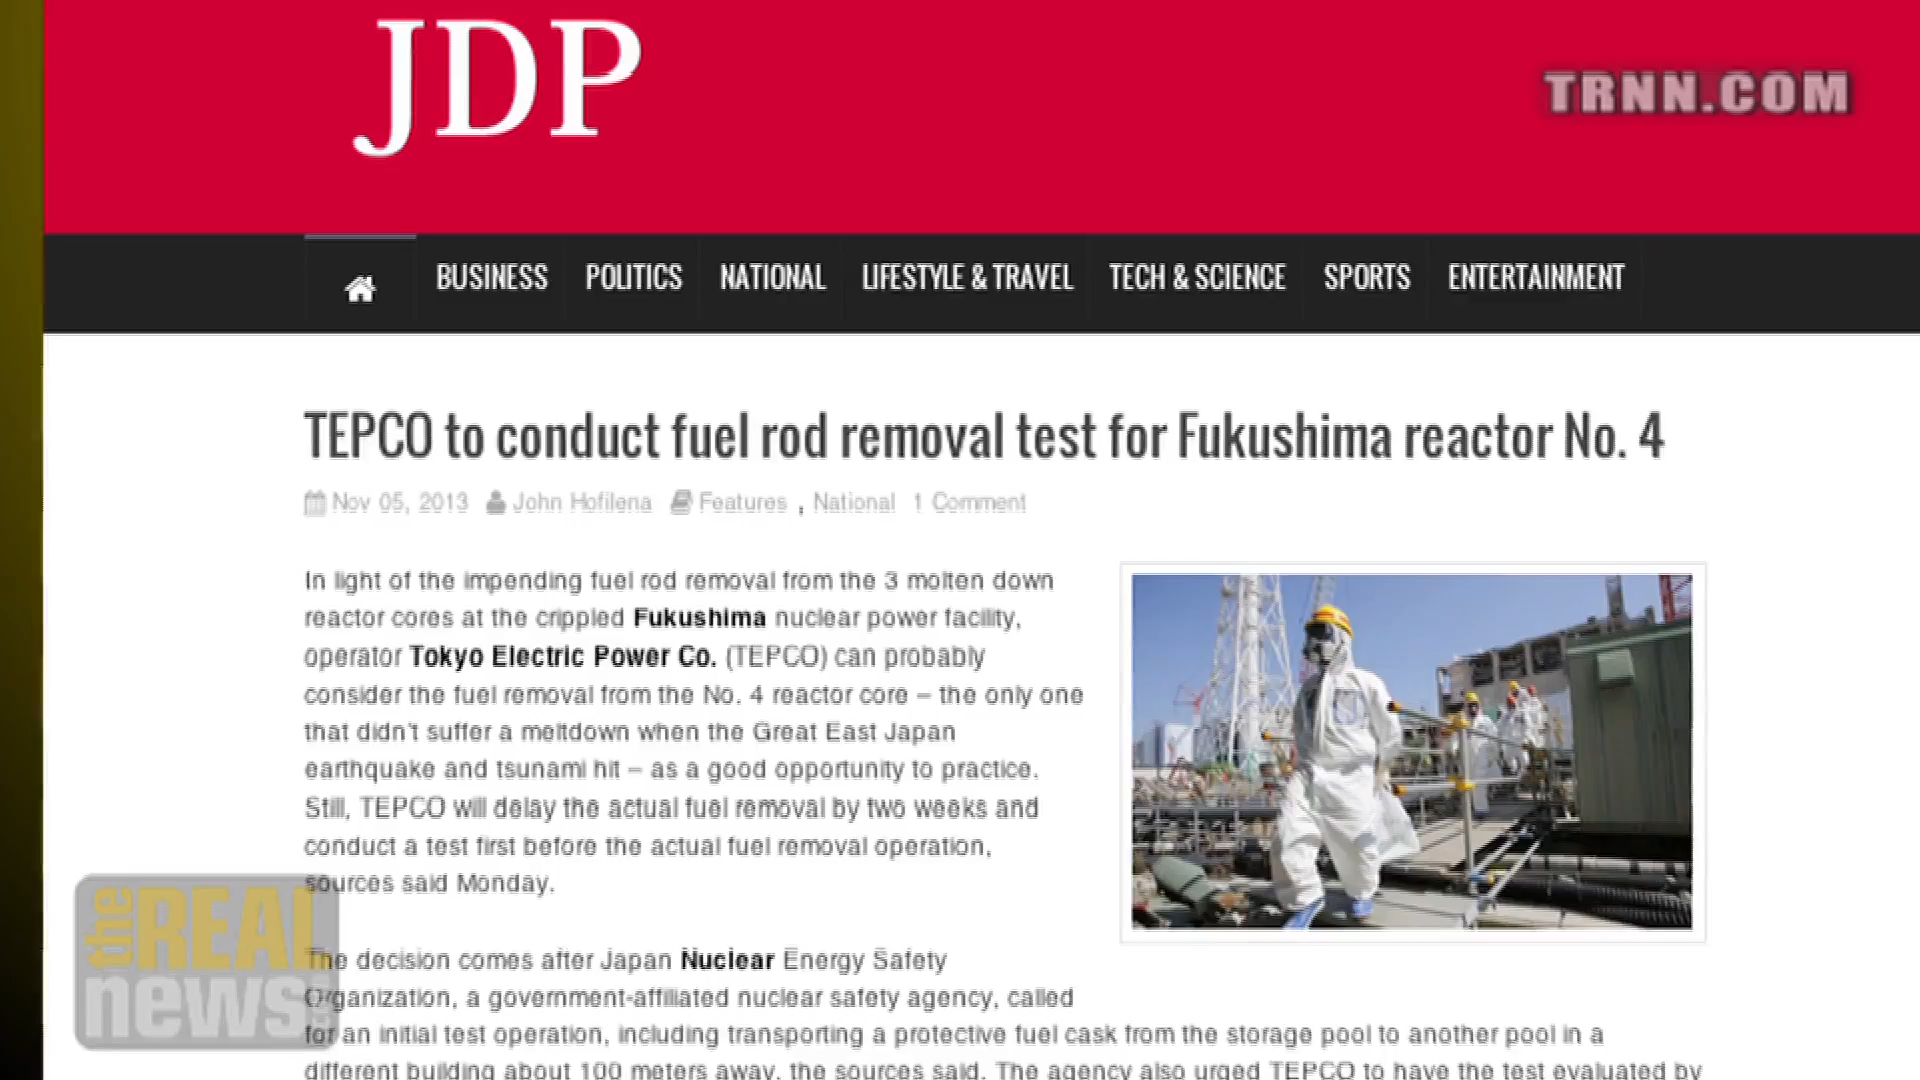 JDP
TRNN.COM
BUSINESS POLITICS NATIONAL LIFESTYLE & TRAVEL TECH & SCIENCE SPORTS ENTERTAINMENT
TEPCO to conduct fuel rod removal test for Fukushima reactor No. 4
Nov 05, 2013 John Hofilena Features , National 1 Comment
In light of the impending fuel rod removal from the 3 molten down
reactor cores at the crippled Fukushima nuclear power facility,
operator Tokyo Electric Power Co. (TEPCO) can probably
consider the fuel removal from the No. 4 reactor core – the only one
that didn't suffer a meltdown when the Great East Japan
earthquake and tsunami hit – as a good opportunity to practice.
Still, TEPCO will delay the actual fuel removal by two weeks and
conduct a test first before the actual fuel removal operation,
sources said Monday.
The decision comes after Japan Nuclear Energy Safety
Organization, a government-affiliated nuclear safety agency, called
for an initial test operation, including transporting a protective fuel cask from the storage pool to another pool in a
different building about 100 meters away, the sources said. The agency also urged TEPCO to have the test evaluated by
the REAL
news